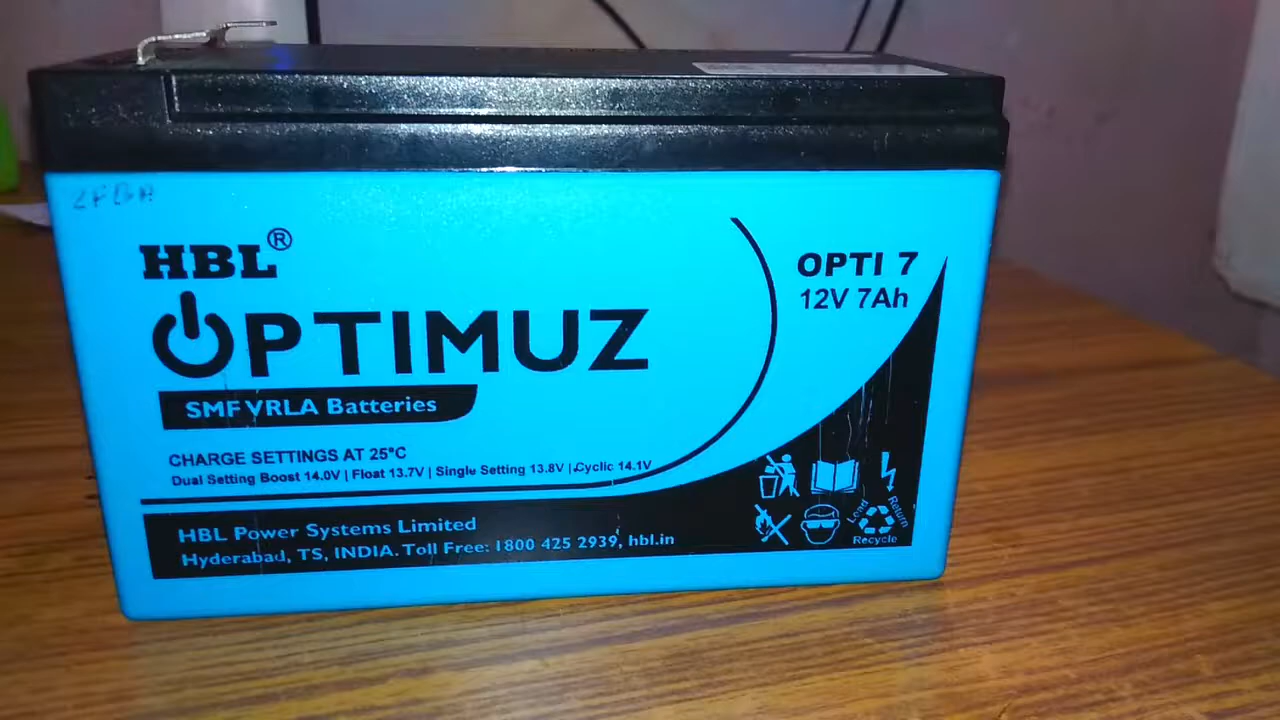 HBL®
OPTIMUZ
SMF VRLA Batteries
OPTI 7
12V 7Ah
CHARGE SETTINGS AT 25°C
Dual Setting Boost 14.0V | Float 13.7V | Single Setting 13.8V | Cyclic 14.1V
HBL Power Systems Limited
Hyderabad, TS, INDIA. Toll Free: 1800 425 2939, hbl.in
Lead Return
Recycle